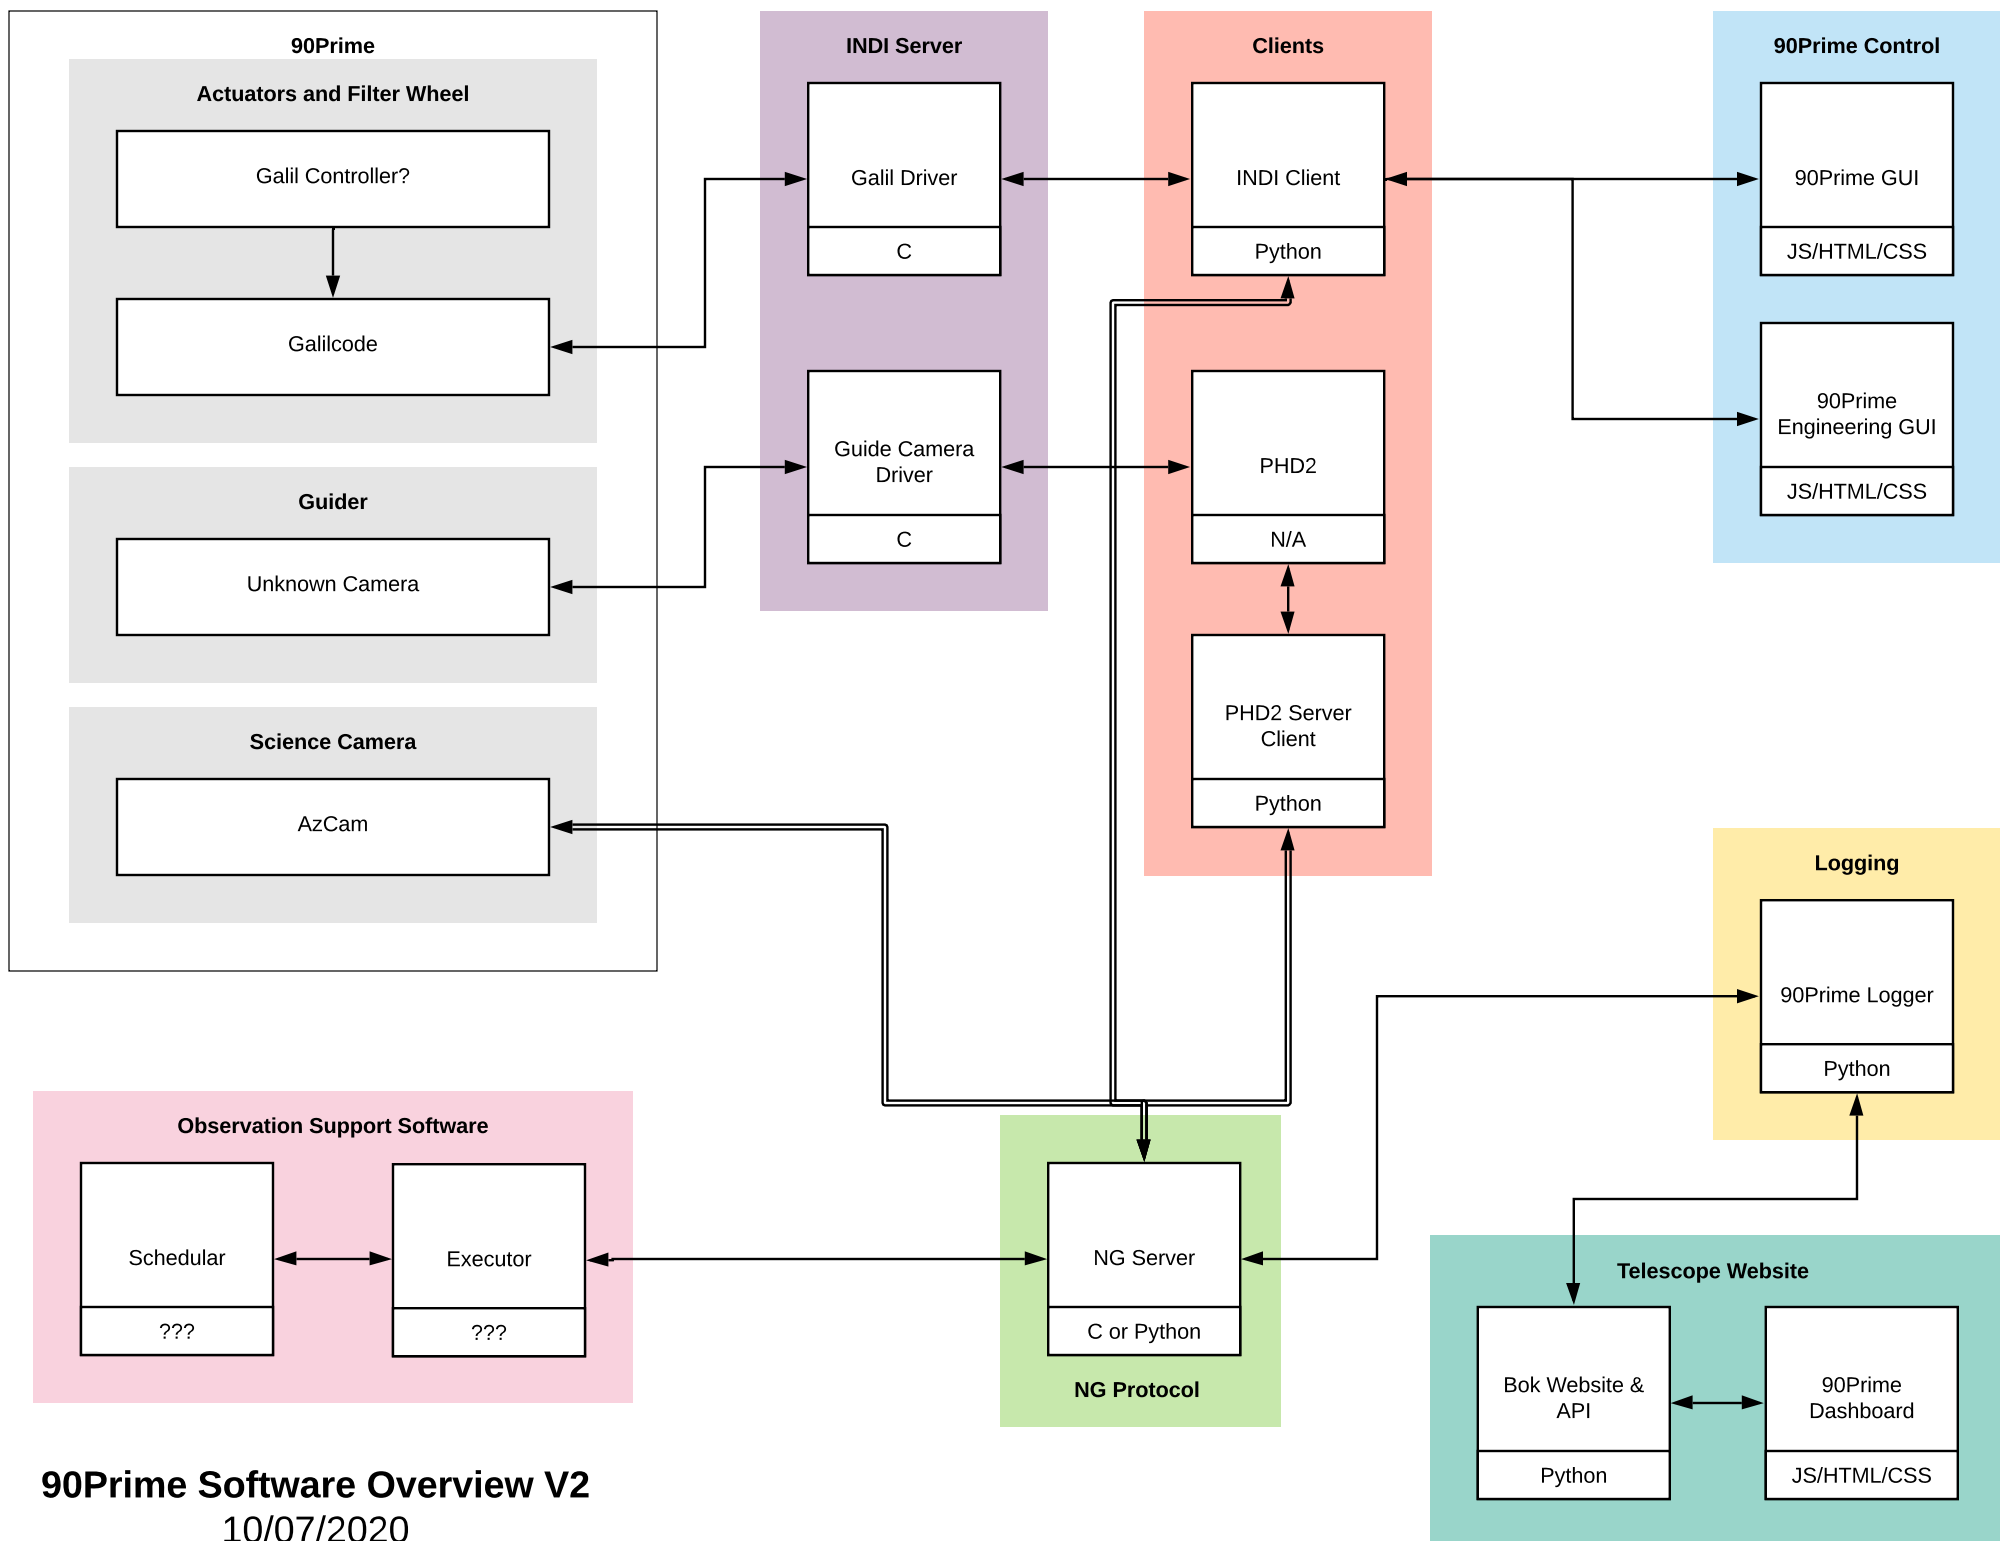 90Prime
Actuators and Filter Wheel
Galil Controller?
Galilcode
Guider
Unknown Camera
Science Camera
AzCam
INDI Server
Galil Driver
C
Guide Camera
Driver
C
Clients
INDI Client
Python
PHD2
N/A
PHD2 Server
Client
Python
90Prime Control
90Prime GUI
JS/HTML/CSS
90Prime
Engineering GUI
JS/HTML/CSS
Logging
90Prime Logger
Python
Observation Support Software
Schedular
???
Executor
???
NG Server
C or Python
NG Protocol
Telescope Website
Bok Website &
API
Python
90Prime
Dashboard
JS/HTML/CSS
90Prime Software Overview V2
10/07/2020